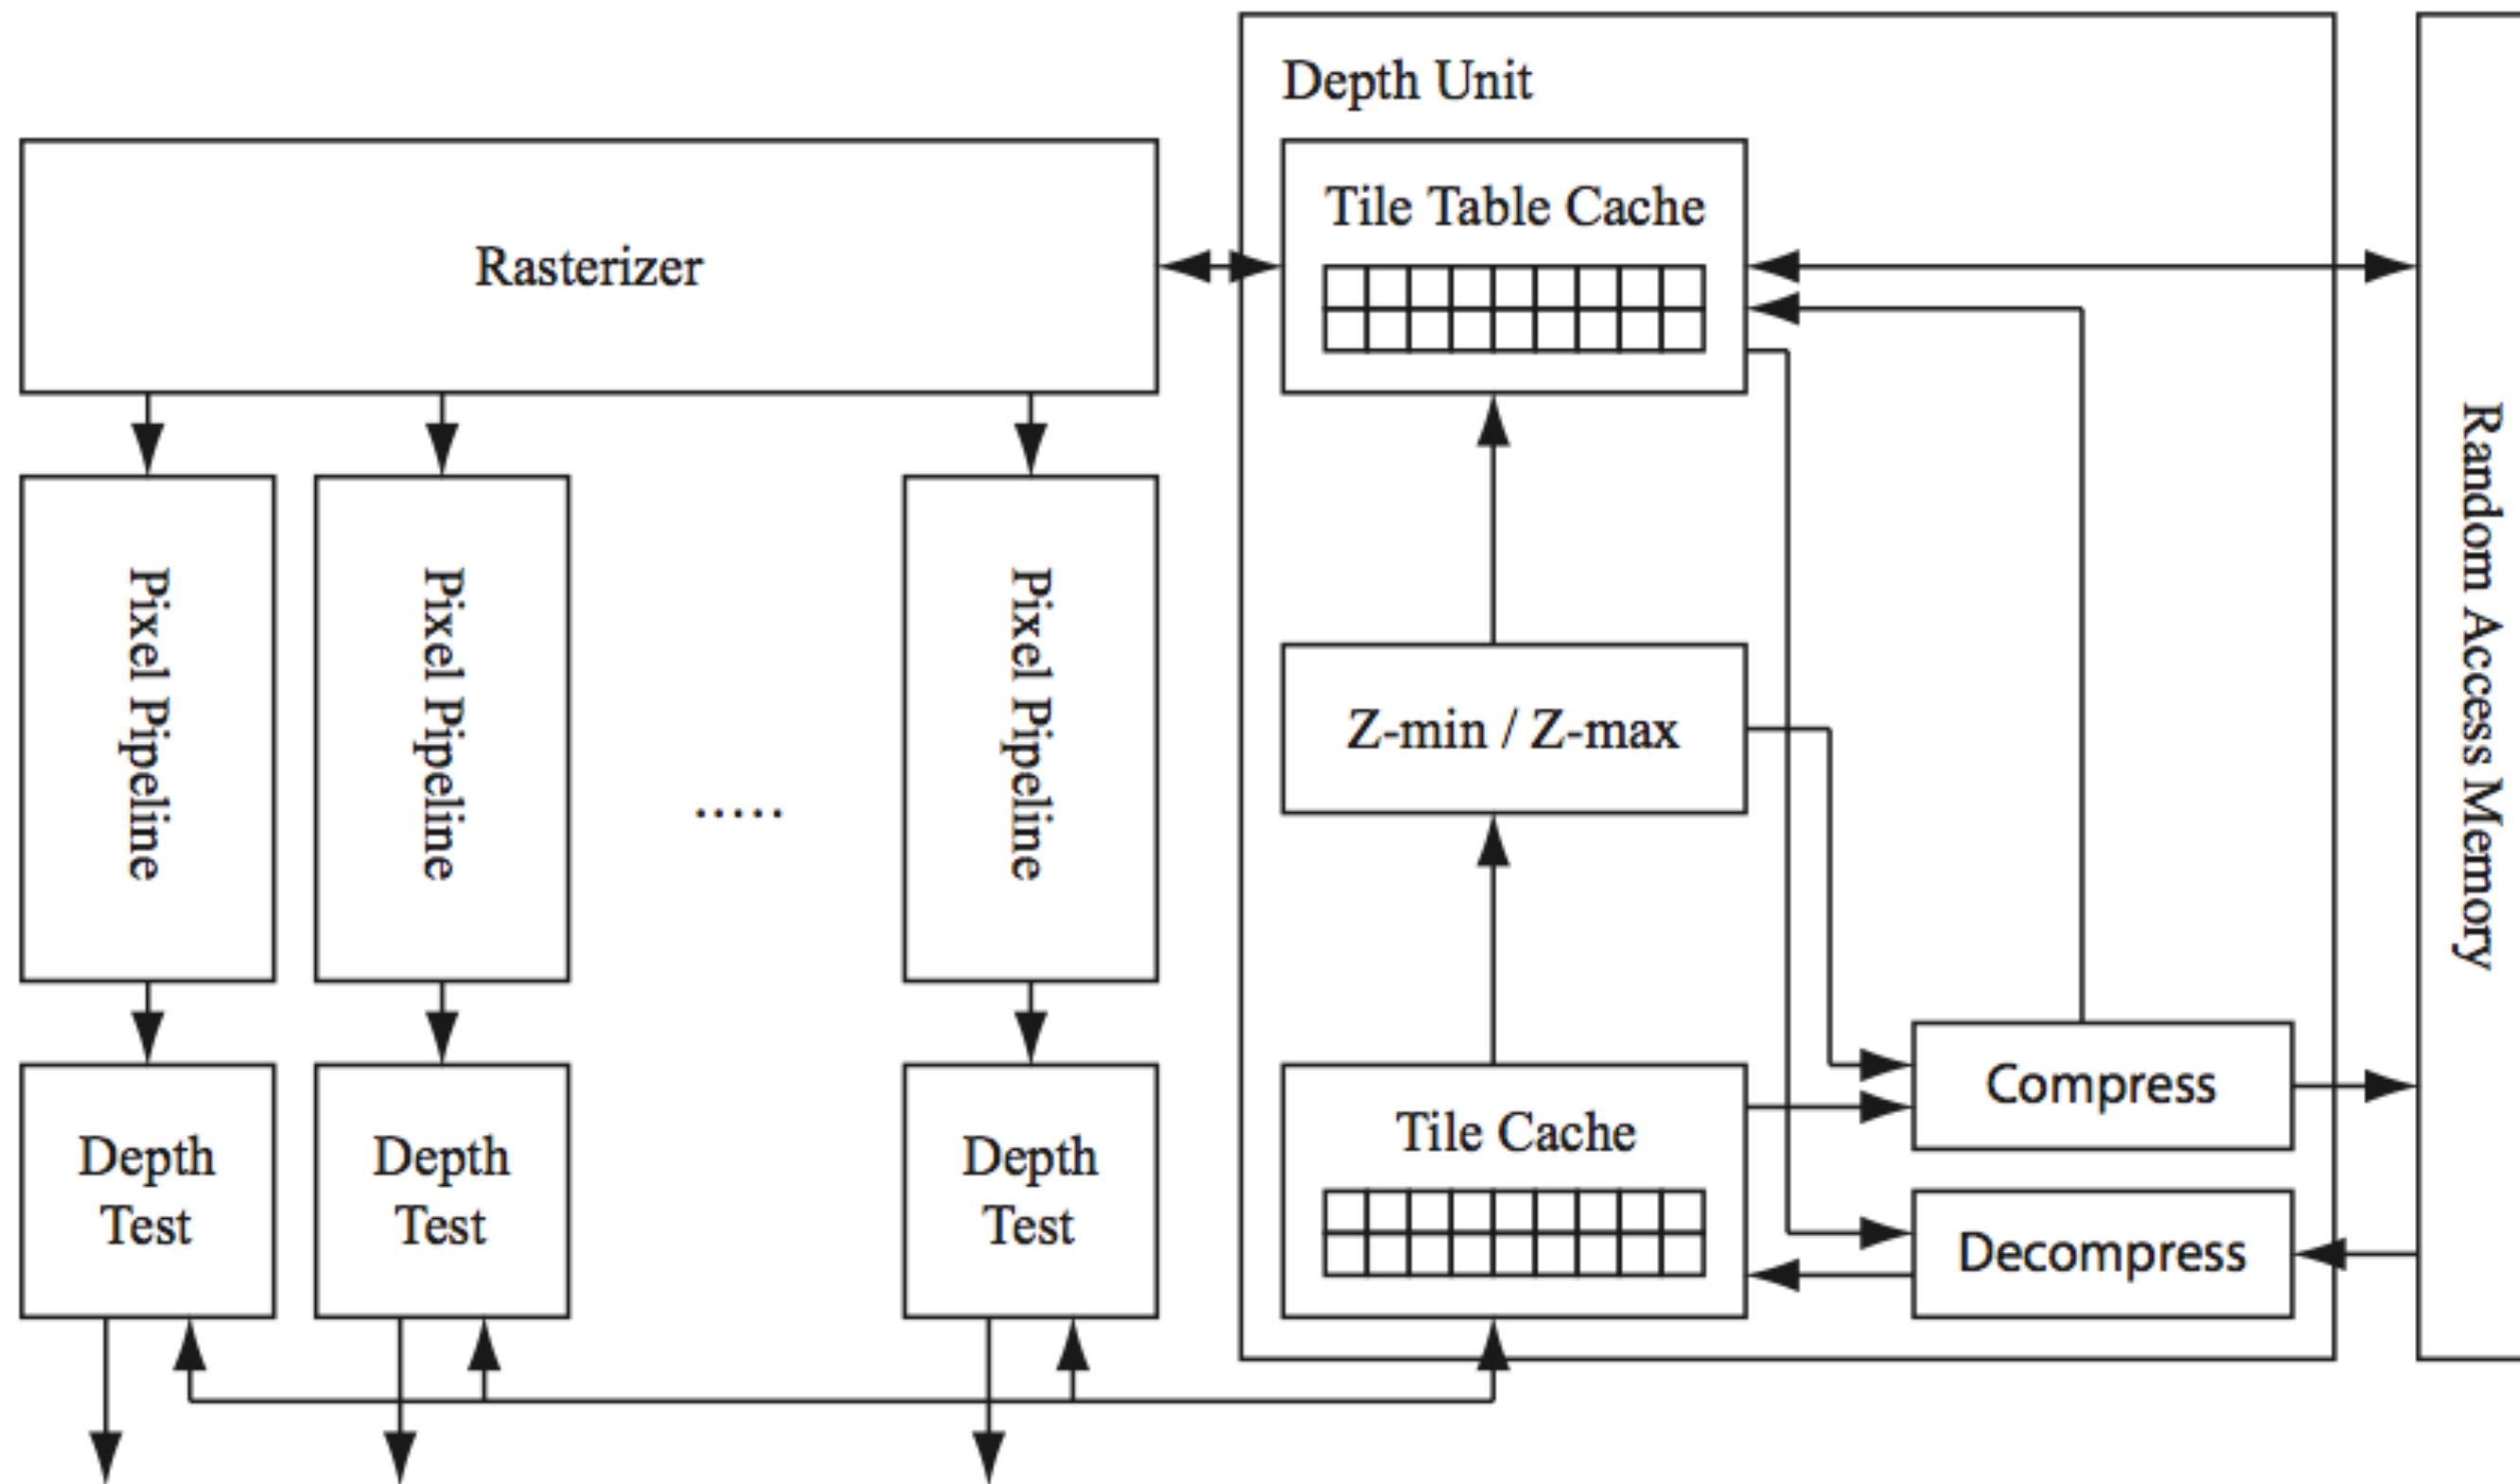 Depth Unit
Rasterizer
Tile Table Cache
Pixel Pipeline
Pixel Pipeline
.....
Pixel Pipeline
Z-min / Z-max
Random Access Memory
Depth
Test
Depth
Test
Depth
Test
Tile Cache
Compress
Decompress